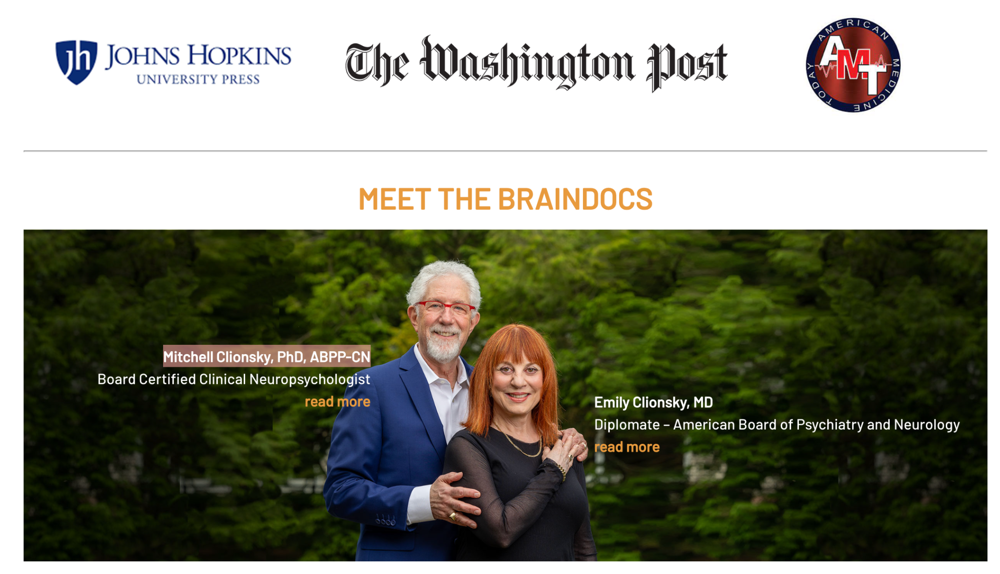 jh JOHNS HOPKINS
UNIVERSITY PRESS
The Washington Post
AMERICAN MEDICINE TODAY
AMT
MEET THE BRAINDOCS
Mitchell Clionsky, PhD, ABPP-CN
Board Certified Clinical Neuropsychologist
read more
Emily Clionsky, MD
Diplomate – American Board of Psychiatry and Neurology
read more